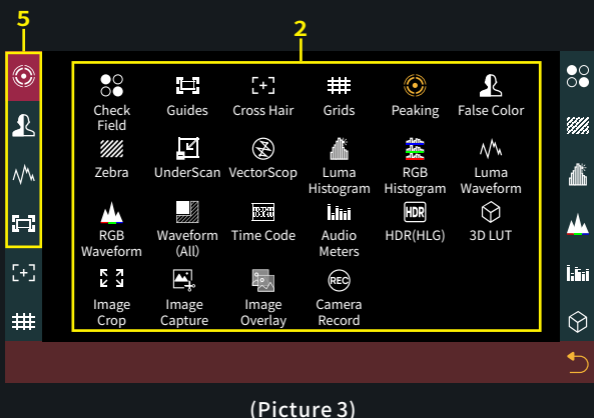 5
2
Check
Field
Guides
Cross Hair
Grids
Peaking
False Color
Zebra
UnderScan
VectorScop
Luma
Histogram
RGB
Histogram
Luma
Waveform
RGB
Waveform
Waveform
(All)
Time Code
Audio
Meters
HDR
HDR(HLG)
3D LUT
Image
Crop
Image
Capture
Image
Overlay
REC
Camera
Record
(Picture 3)